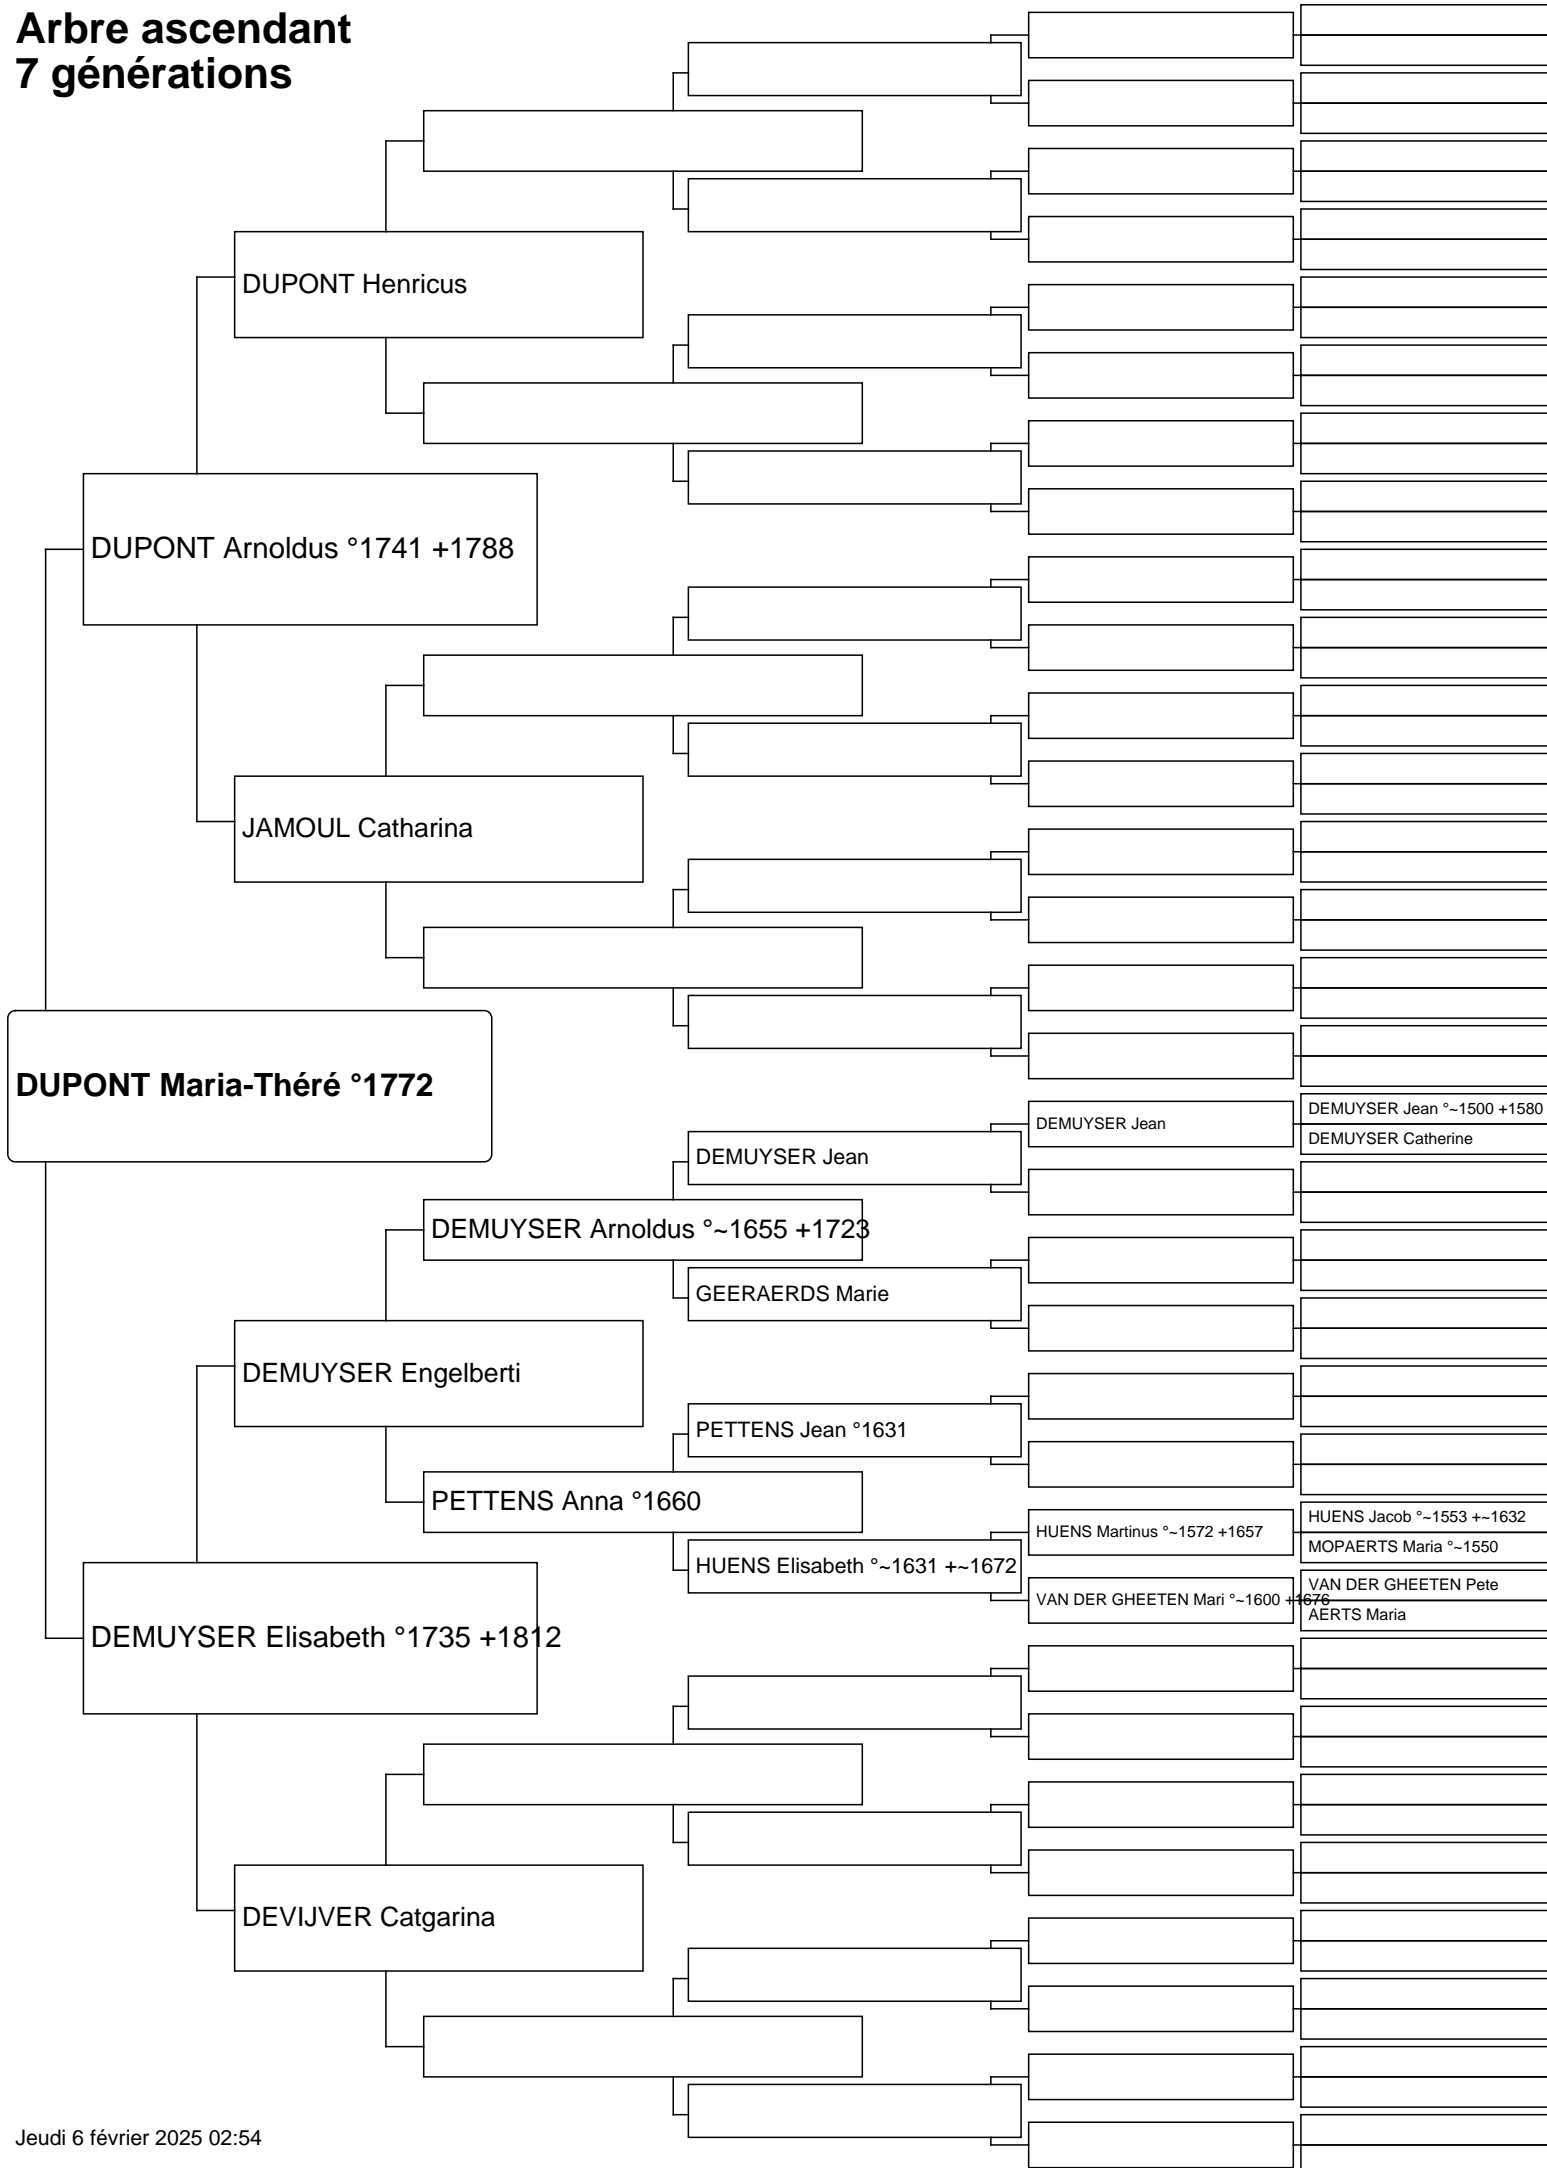 Arbre ascendant
7 générations
DUPONT Henricus
DUPONT Arnoldus °1741 +1788
JAMOUL Catharina
DUPONT Maria-Théré °1772
DEMUYSER Jean °~1500 +1580
DEMUYSER Jean
DEMUYSER Catherine
DEMUYSER Jean
DEMUYSER Arnoldus °~1655 +1723
GEERAERDS Marie
DEMUYSER Engelberti
PETTENS Jean °1631
PETTENS Anna °1660
HUENS Jacob °~1553 +~1632
HUENS Martinus °~1572 +1657
MOPAERTS Maria °~1550
HUENS Elisabeth °~1631 +~1672
VAN DER GHEETEN Pete
VAN DER GHEETEN Mari °~1600 +1676
AERTS Maria
DEMUYSER Elisabeth °1735 +1812
DEVIJVER Catgarina
Jeudi 6 février 2025 02:54